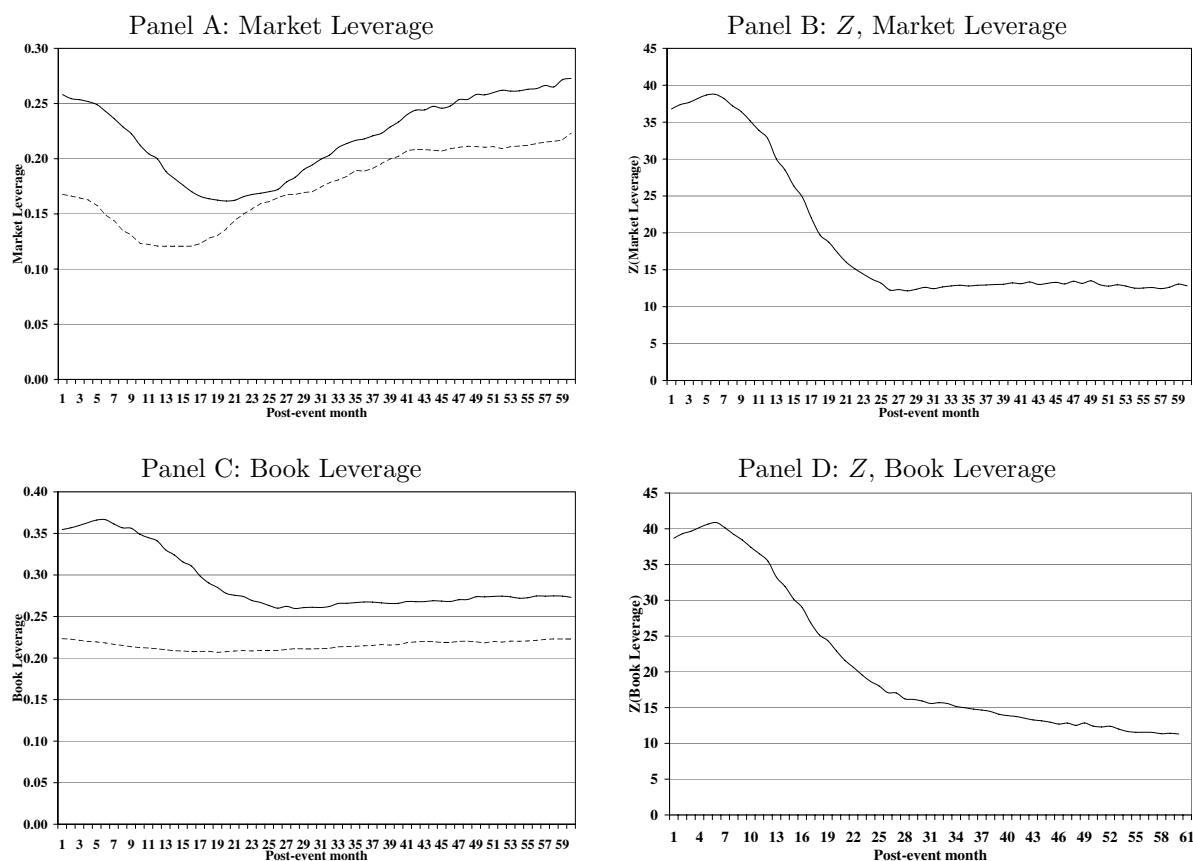 Panel A: Market Leverage
0.30
0.25
0.20
0.15
0.10
0.05
0.00
Market Leverage
1 3 5 7 9 11 13 15 17 19 21 23 25 27 29 31 33 35 37 39 41 43 45 47 49 51 53 55 57 59
Post-event month
Panel B: Z, Market Leverage
45
40
35
30
25
20
15
10
5
0
Z(Market Leverage)
1 3 5 7 9 11 13 15 17 19 21 23 25 27 29 31 33 35 37 39 41 43 45 47 49 51 53 55 57 59
Post-event month
Panel C: Book Leverage
0.40
0.35
0.30
0.25
0.20
0.15
0.10
0.05
0.00
Book Leverage
1 3 5 7 9 11 13 15 17 19 21 23 25 27 29 31 33 35 37 39 41 43 45 47 49 51 53 55 57 59
Post-event month
Panel D: Z, Book Leverage
45
40
35
30
25
20
15
10
5
0
Z(Book Leverage)
1 4 7 10 13 16 19 22 25 28 31 34 37 40 43 46 49 52 55 58 61
Post-event month